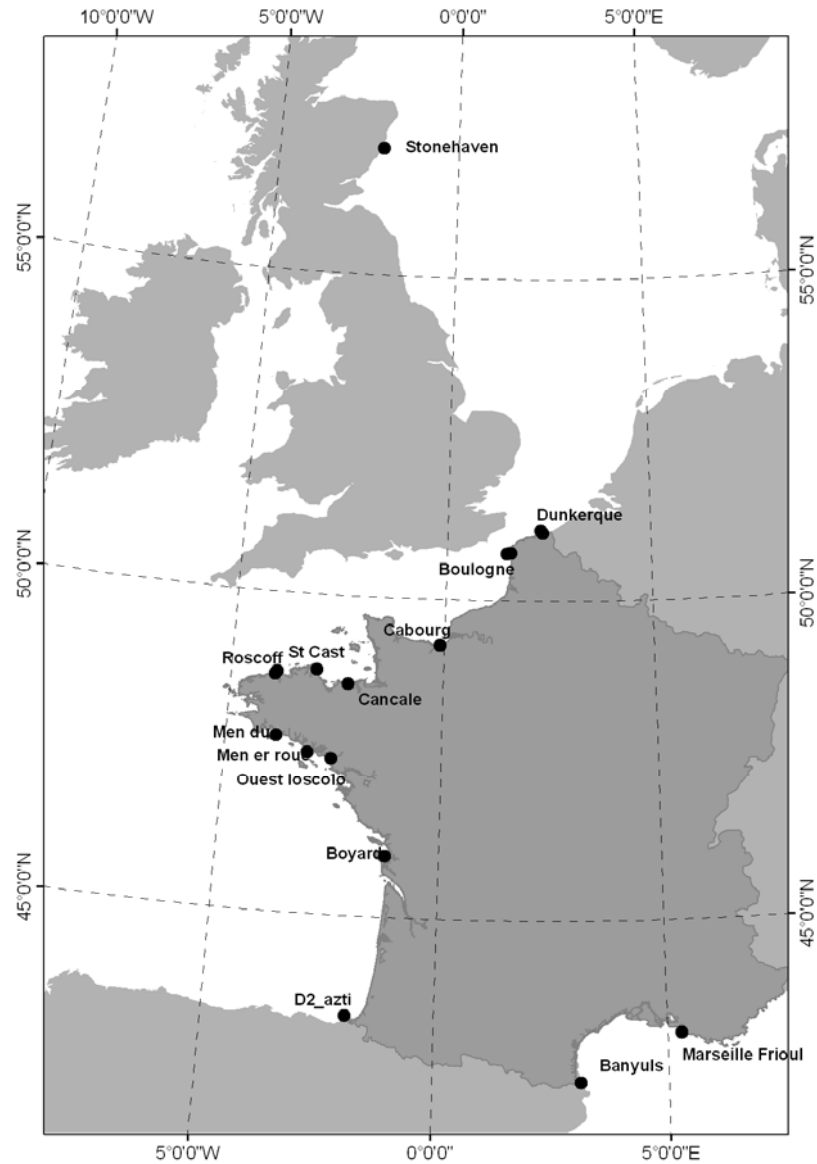 10°0'0"W 5°0'0"W 0°0'0" 5°0'0"E
Stonehaven
55°0'0"N
55°0'0"N
Dunkerque
Boulogne
50°0'0"N
50°0'0"N
Cabourg
St Cast
Roscoff
Cancale
Men du
Men er roue
Ouest loscolo
Boyard
45°0'0"N
45°0'0"N
D2_azti
Marseille Frioul
Banyuls
5°0'0"W 0°0'0" 5°0'0"E